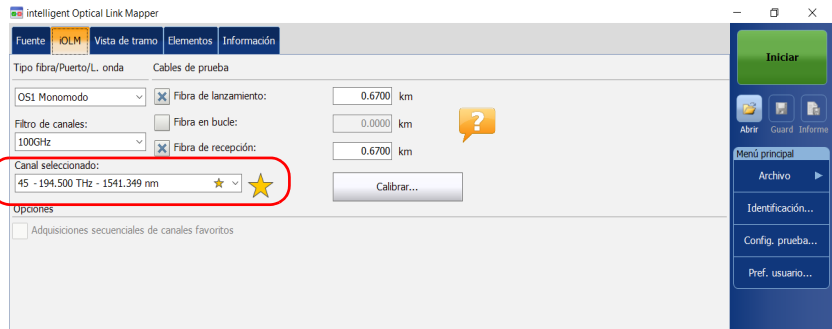 intelligent Optical Link Mapper
Fuente iOLM Vista de tramo Elementos Información
Tipo fibra/Puerto/L. onda Cables de prueba
OS1 Monomodo Fibra de lanzamiento: 0.6700 km
Filtro de canales: Fibra en bucle: 0.0000 km
100GHz Fibra de recepción: 0.6700 km
Canal seleccionado:
45 - 194.500 THz - 1541.349 nm Calibrar...
Opciones
Adquisiciones secuenciales de canales favoritos
Iniciar
Abrir Guard Informe
Menú principal
Archivo
Identificación...
Config. prueba...
Pref. usuario...